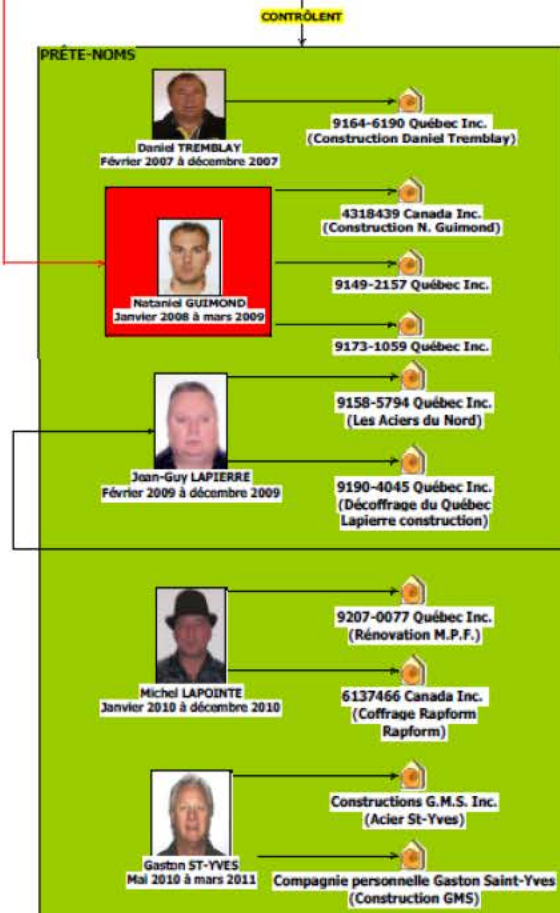 CONTRÔLENT
PRÊTE-NOMS
Daniel TREMBLAY
Février 2007 à décembre 2007
9164-6190 Québec Inc.
(Construction Daniel Tremblay)
Nataniel GUIMOND
Janvier 2008 à mars 2009
4318439 Canada Inc.
(Construction N. Guimond)
9149-2157 Québec Inc.
9173-1059 Québec Inc.
Jean-Guy LAPIERRE
Février 2009 à décembre 2009
9158-5794 Québec Inc.
(Les Aciers du Nord)
9190-4045 Québec Inc.
(Décoffrage du Québec
Lapierre construction)
Michel LAPOINTE
Janvier 2010 à décembre 2010
9207-0077 Québec Inc.
(Rénovation M.P.F.)
6137466 Canada Inc.
(Coffrage Rapform
Rapform)
Gaston ST-YVES
Mai 2010 à mars 2011
Constructions G.M.S. Inc.
(Acier St-Yves)
Compagnie personnelle Gaston Saint-Yves
(Construction GMS)